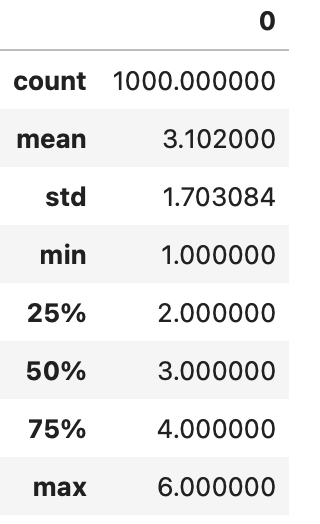 0
count 1000.000000
mean 3.102000
std 1.703084
min 1.000000
25% 2.000000
50% 3.000000
75% 4.000000
max 6.000000